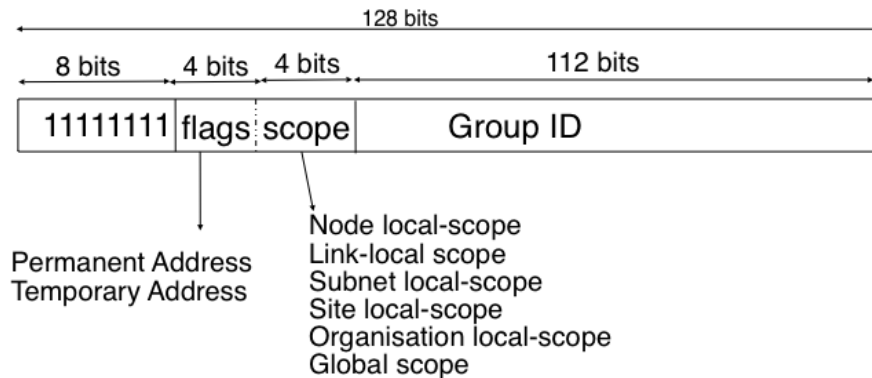 128 bits
8 bits 4 bits 4 bits 112 bits
11111111 flags scope Group ID
Permanent Address
Temporary Address
Node local-scope
Link-local scope
Subnet local-scope
Site local-scope
Organisation local-scope
Global scope